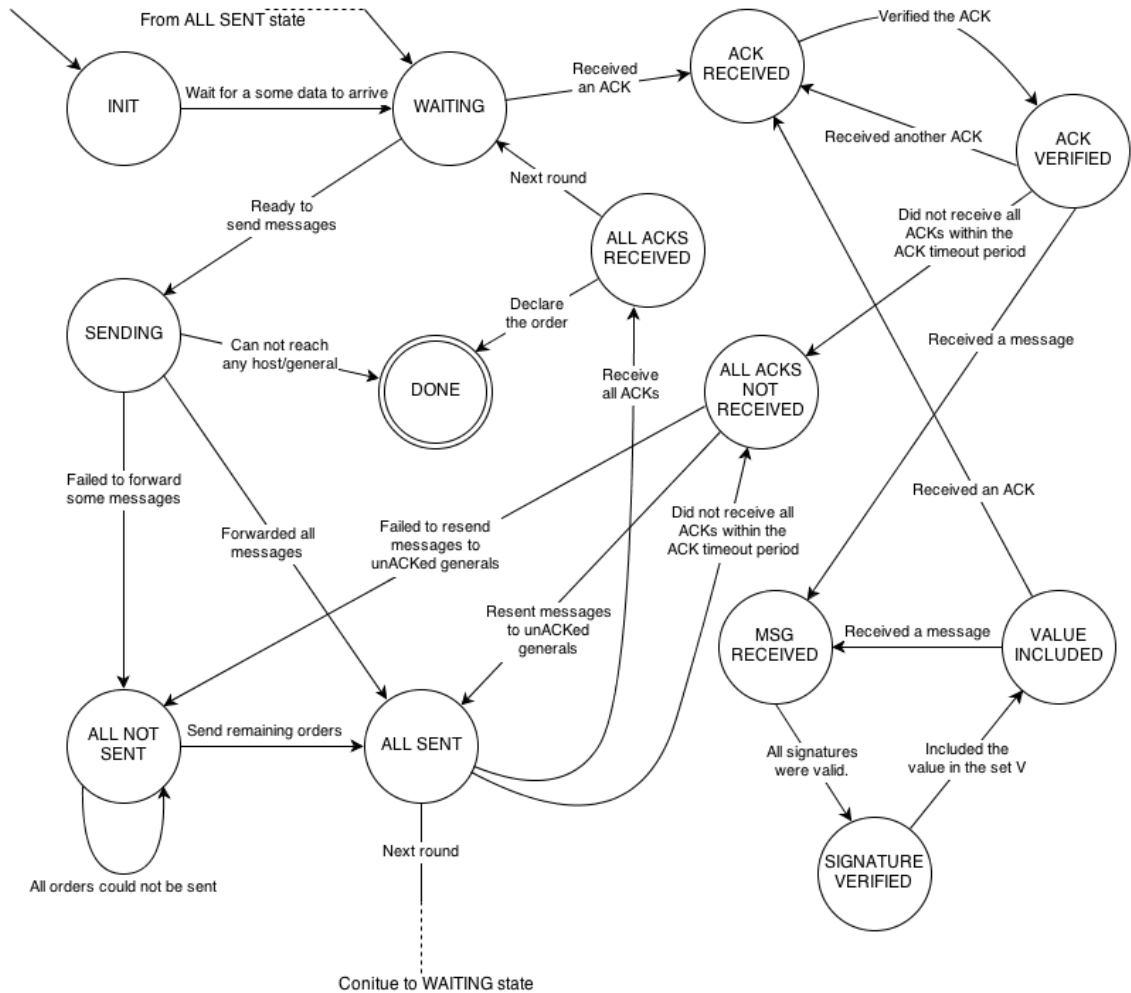 From ALL SENT state
INIT
Wait for a some data to arrive
WAITING
Received
an ACK
ACK
RECEIVED
Verified the ACK
Received another ACK
ACK
VERIFIED
Next round
Ready to
send messages
ALL ACKS
RECEIVED
Did not receive all
ACKs within the
ACK timeout period
SENDING
Can not reach
any host/general
Declare
the order
DONE
Receive
all ACKs
ALL ACKS
NOT
RECEIVED
Received a message
Failed to forward
some messages
Forwarded all
messages
Failed to resend
messages to
unACKed generals
Did not receive all
ACKs within the
ACK timeout period
Received an ACK
Resent messages
to unACKed
generals
MSG
RECEIVED
Received a message
VALUE
INCLUDED
ALL NOT
SENT
Send remaining orders
ALL SENT
All signatures
were valid.
Included the
value in the set V
Next round
SIGNATURE
VERIFIED
All orders could not be sent
Conitue to WAITING state